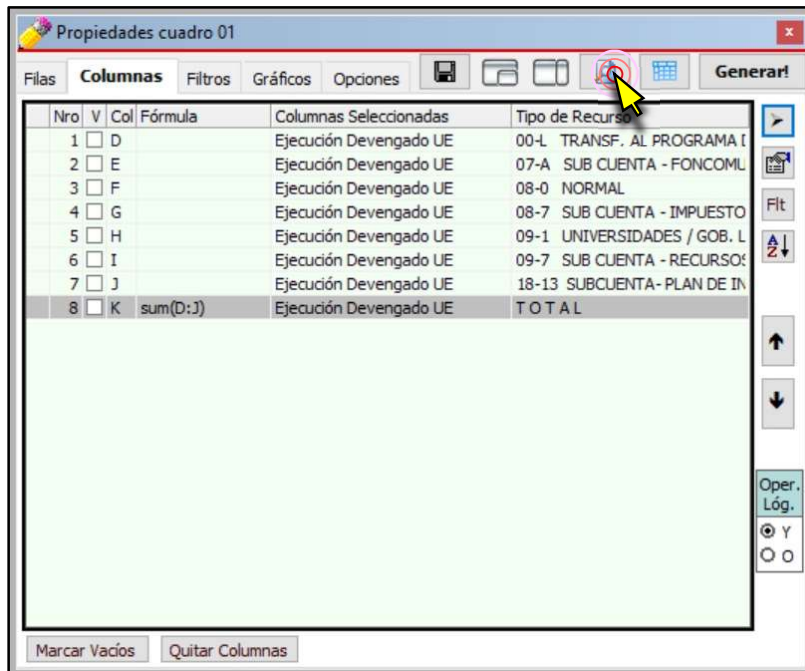 Propiedades cuadro 01
x
Filas Columnas Filtros Gráficos Opciones Generar!
Nro V Col Fórmula Columnas Seleccionadas Tipo de Recurso
1 D Ejecución Devengado UE 00-L TRANSF. AL PROGRAMA
2 E Ejecución Devengado UE 07-A SUB CUENTA - FONCOMU
3 F Ejecución Devengado UE 08-0 NORMAL
4 G Ejecución Devengado UE 08-7 SUB CUENTA - IMPUESTO
5 H Ejecución Devengado UE 09-1 UNIVERSIDADES / GOB. L
6 I Ejecución Devengado UE 09-7 SUB CUENTA - RECURSOS
7 J Ejecución Devengado UE 18-13 SUBCUENTA- PLAN DE IN
8 K sum(D:J) Ejecución Devengado UE T O T A L
Flt
A
Z
Oper.
Lóg.
Y
O
Marcar Vacíos Quitar Columnas